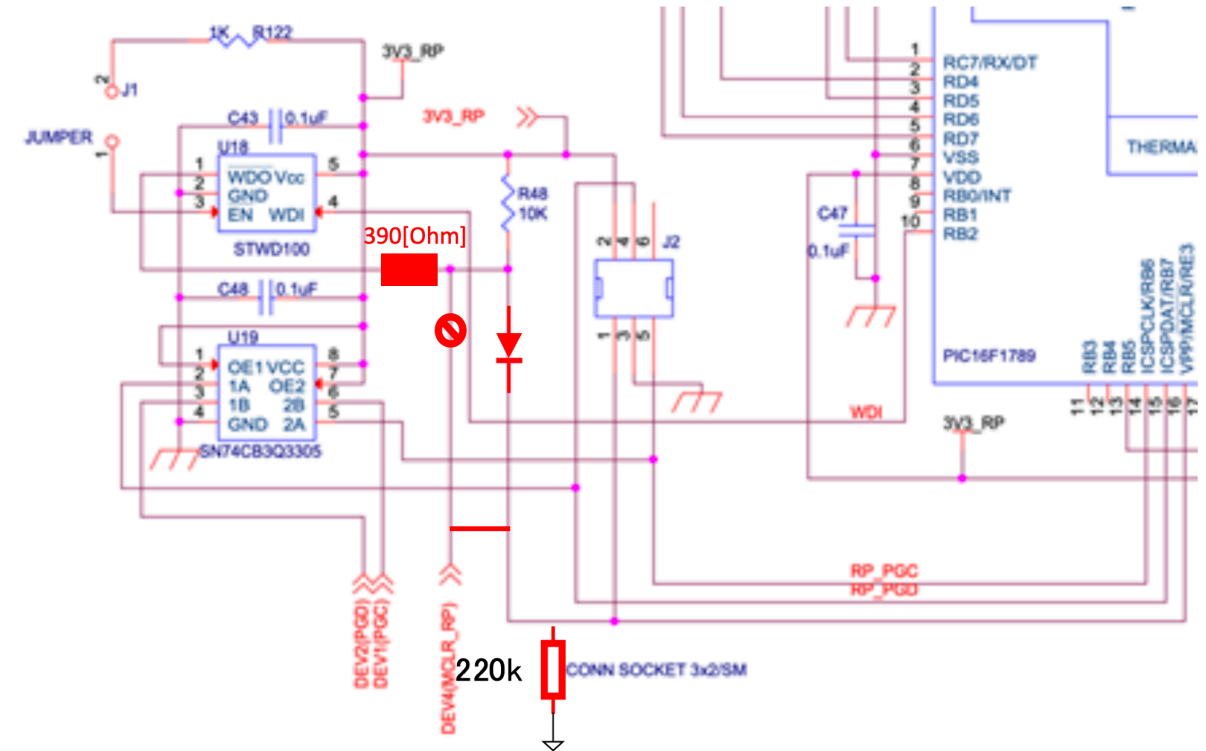 1K R122
3V3_RP
2
J1
C43 0.1uF
3V3_RP
JUMPER
1
U18
1 WDO Vcc 5
2 GND
3 EN WDI 4
STWD100
R48
10K
390[Ohm]
C48 0.1uF
U19
1 OE1 VCC 8
2 1A OE2 7
3 1B 2B 6
4 GND 2A 5
SN74CB3Q3305
2 4 6 J2
1 3 5
1 RC7/RX/DT
2 RD4
3 RD5
4 RD6
5 RD7
6 VSS
7 VDD
8 RB0/INT
9 RB1
10 RB2
THERMA
C47
0.1uF
PIC16F1789
RB3
RB4
RB5
ICSPCLK/RB6
ICSPDAT/RB7
VPP/MCLR/RE3
11 12 13 14 15 16 17
WDI
3V3_RP
RP_PGC
RP_PGD
DEV2(PGD)
DEV1(PGC)
DEV4(MCLR_RP)
220k
CONN SOCKET 3x2/SM